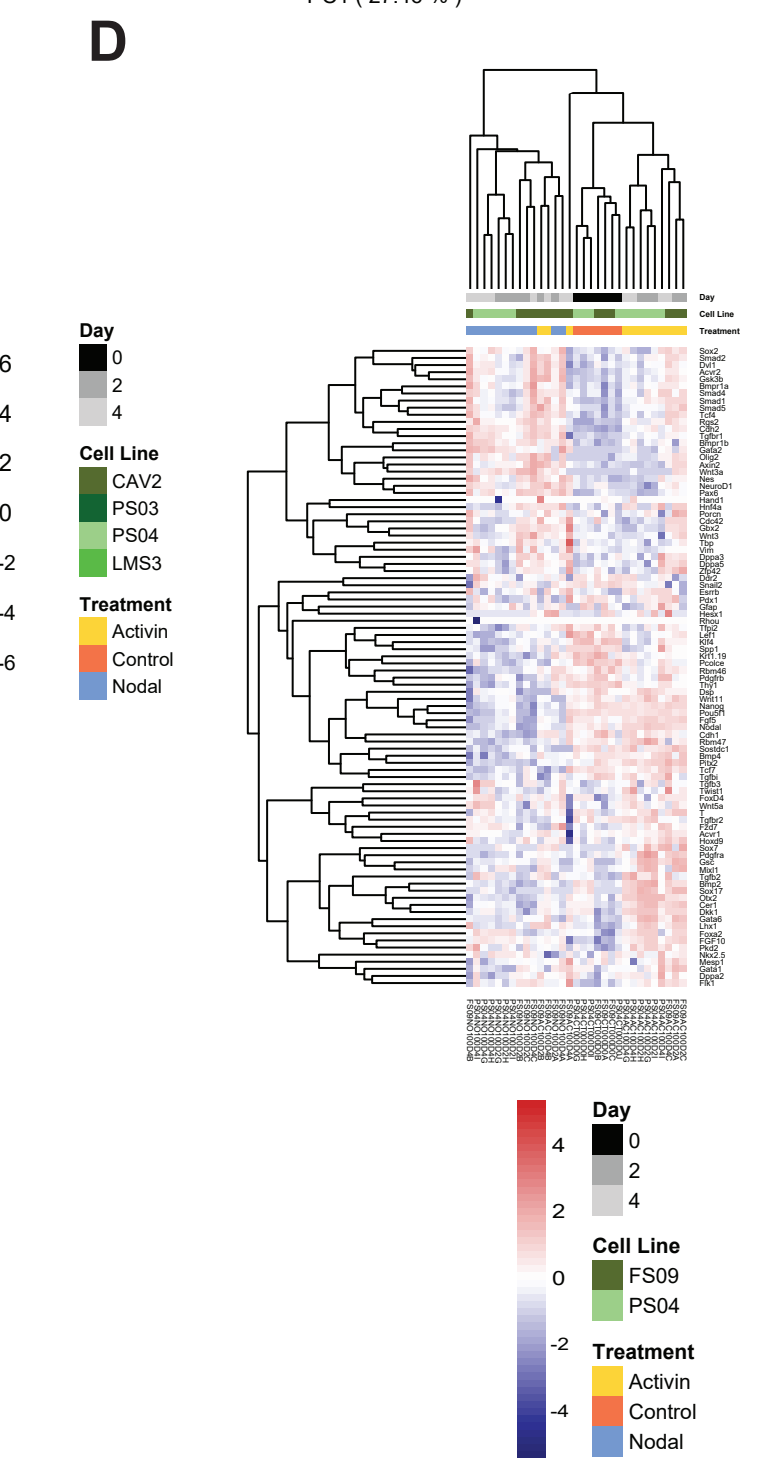 D
Day
Cell Line
Treatment
Day
0
2
4
Cell Line
CAV2
PS03
PS04
LMS3
Treatment
Activin
Control
Nodal
6
4
2
0
-2
-4
-6
Sox2
Smad2
Dvl1
Acvr2
Gsk3b
Bmpr1a
Smad4
Smad1
Smad5
Tcf4
Rgs2
Cdh2
Tgfbr1
Bmpr1b
Gata2
Olig2
Axin2
Wnt3a
Nes
NeuroD1
Pax6
Hand1
Hnf4a
Porcn
Cdc42
Gbx2
Wnt3
Tbp
Vim
Dppa3
Dppa5
Zfp42
Ddr2
Snail2
Esrrb
Pdx1
Gfap
Hesx1
Rhou
Tfpi2
Lef1
Klf4
Spp1
Krt1.19
Pcolce
Rbm46
Pdgfrb
Thy1
Dsp
Wnt11
Nanog
Pou5f1
Fgf5
Nodal
Cdh1
Rbm47
Sostdc1
Bmp4
Pitx2
Tcf7
Tgfbi
Tgfb3
Twist1
FoxD4
Wnt5a
T
Tgfbr2
Fzd7
Acvr1
Hoxd9
Sox7
Pdgfra
Gsc
Mixl1
Tgfb2
Bmp2
Sox17
Otx2
Cer1
Dkk1
Gata6
Lhx1
Foxa2
FGF10
Pkd2
Nkx2.5
Mesp1
Gata1
Dppa2
Flk1
4
2
0
-2
-4
Day
0
2
4
Cell Line
FS09
PS04
Treatment
Activin
Control
Nodal